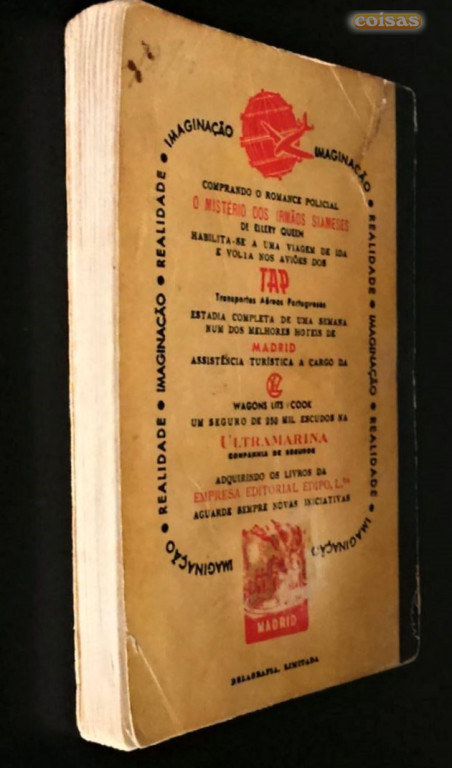 coisas
IMAGINAÇÃO IMAGINAÇÃO
COMPRANDO O ROMANCE POLICIAL
O MISTÉRIO DOS IRMÃOS SIAMESES
DE ELLERY QUEEN
HABILITA-SE A UMA VIAGEM DE IDA
E VOLTA NOS AVIÕES DOS
TAP
Transportes Aéreos Portugueses
ESTADIA COMPLETA DE UMA SEMANA
NUM DOS MELHORES HOTEIS DE
MADRID
ASSISTÊNCIA TURÍSTICA A CARGO DA
WAGONS LITS / COOK
UM SEGURO DE 250 MIL ESCUDOS NA
ULTRAMARINA
COMPANHIA DE SEGUROS
ADQUIRINDO OS LIVROS DA
EMPRESA EDITORIAL EDIPO, L.DA
AGUARDE SEMPRE NOVAS INICIATIVAS
REALIDADE • IMAGINAÇÃO • REALIDADE
REALIDADE • IMAGINAÇÃO • REALIDADE
IMAGINAÇÃO IMAGINAÇÃO
MADRID
BELAGRAFIA, LIMITADA